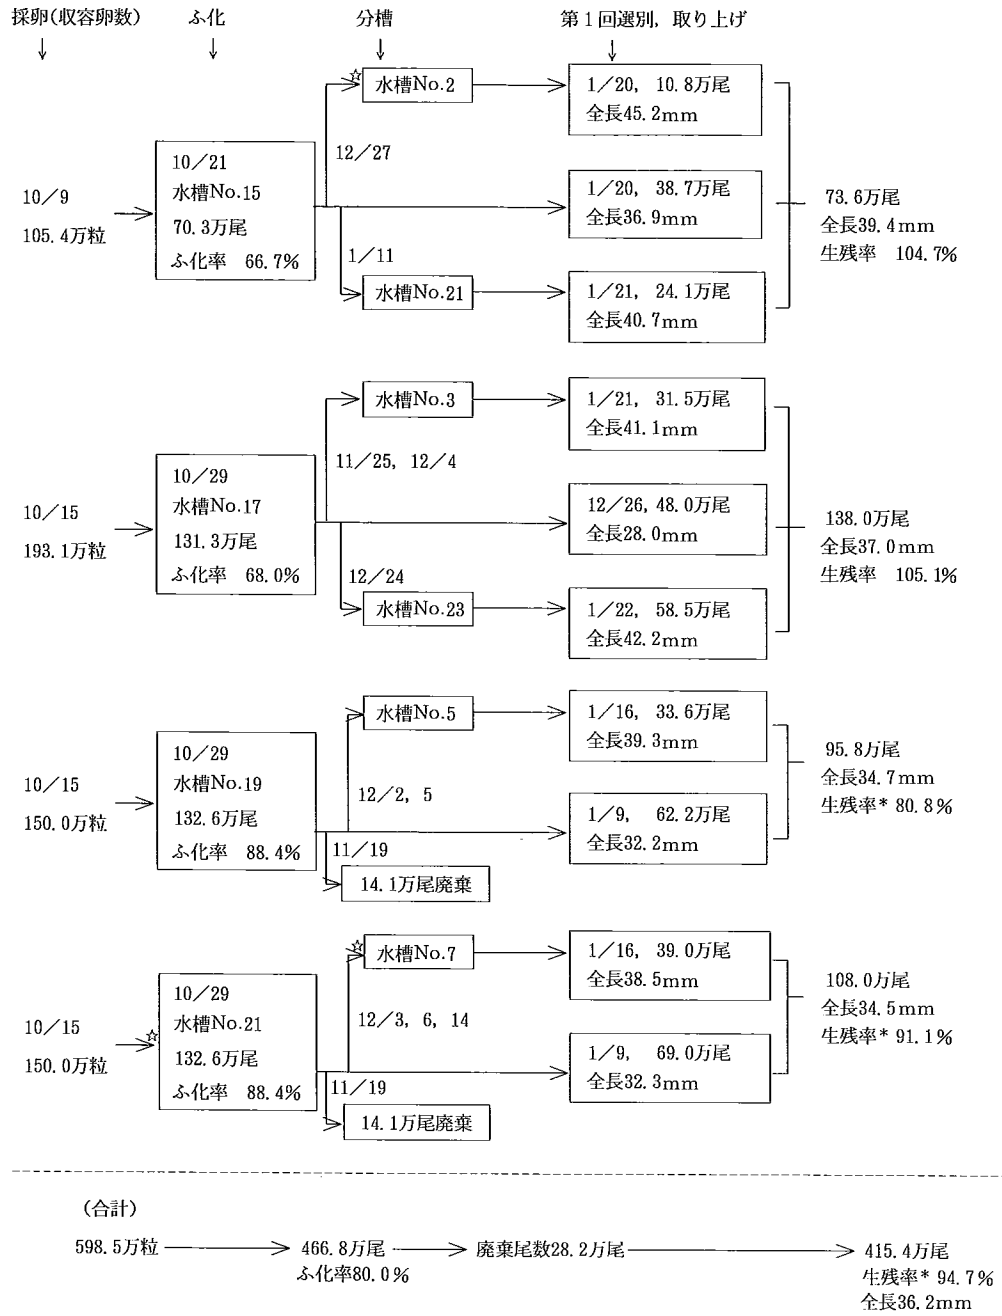 採卵(収容卵数)
ふ化
分槽
第1回選別, 取り上げ
10/9
105.4万粒
10/21
水槽No.15
70.3万尾
ふ化率 66.7%
☆
水槽No.2
12/27
1/11
水槽No.21
1/20, 10.8万尾
全長45.2mm
1/20, 38.7万尾
全長36.9mm
1/21, 24.1万尾
全長40.7mm
73.6万尾
全長39.4mm
生残率 104.7%
10/15
193.1万粒
10/29
水槽No.17
131.3万尾
ふ化率 68.0%
水槽No.3
11/25, 12/4
12/24
水槽No.23
1/21, 31.5万尾
全長41.1mm
12/26, 48.0万尾
全長28.0mm
1/22, 58.5万尾
全長42.2mm
138.0万尾
全長37.0mm
生残率 105.1%
10/15
150.0万粒
10/29
水槽No.19
132.6万尾
ふ化率 88.4%
水槽No.5
12/2, 5
11/19
14.1万尾廃棄
1/16, 33.6万尾
全長39.3mm
1/9, 62.2万尾
全長32.2mm
95.8万尾
全長34.7mm
生残率* 80.8%
10/15
150.0万粒
☆
10/29
水槽No.21
132.6万尾
ふ化率 88.4%
☆
水槽No.7
12/3, 6, 14
11/19
14.1万尾廃棄
1/16, 39.0万尾
全長38.5mm
1/9, 69.0万尾
全長32.3mm
108.0万尾
全長34.5mm
生残率* 91.1%
(合計)
598.5万粒
466.8万尾
ふ化率80.0%
廃棄尾数28.2万尾
415.4万尾
生残率* 94.7%
全長36.2mm